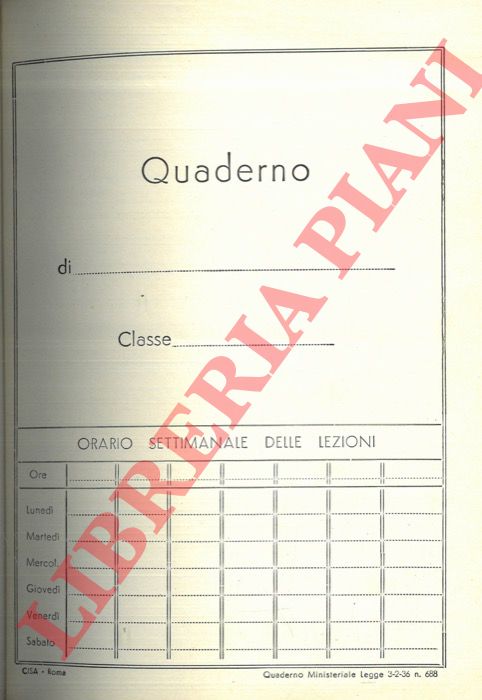 Quaderno
di
Classe
ORARIO SETTIMANALE DELLE LEZIONI
Ore
Lunedì
Martedì
Mercol.
Giovedì
Venerdì
Sabato
CISA - Roma
Quaderno Ministeriale Legge 3-2-36 n. 688
LIBRERIA PIANI